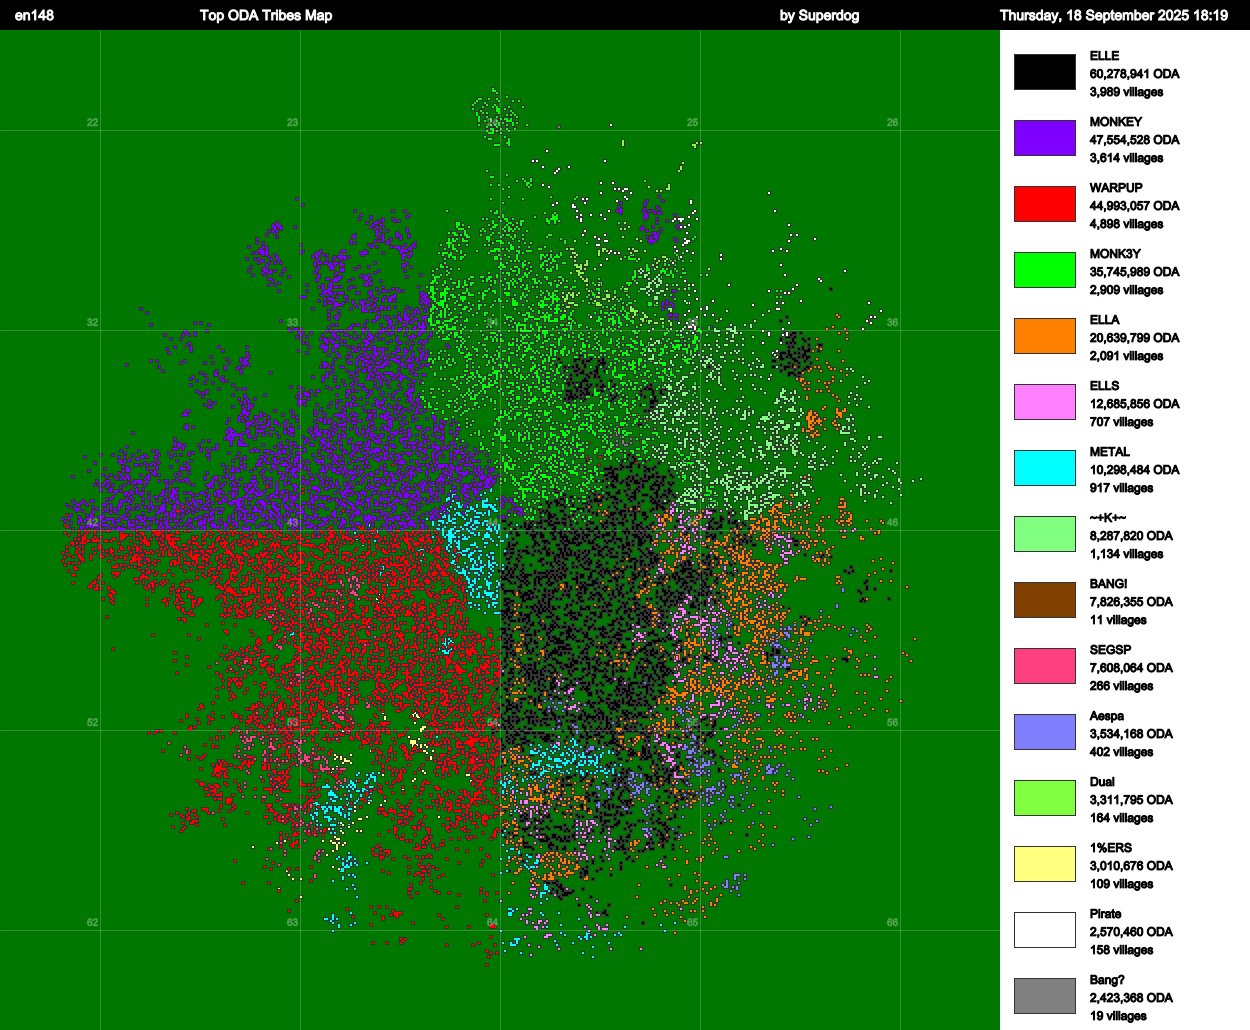 en148 Top ODA Tribes Map by Superdog Thursday, 18 September 2025 18:19
ELLE
60,278,941 ODA
3,989 villages
MONKEY
47,554,528 ODA
3,614 villages
WARPUP
44,993,057 ODA
4,898 villages
MONK3Y
35,745,989 ODA
2,909 villages
ELLA
20,639,799 ODA
2,091 villages
ELLS
12,685,856 ODA
707 villages
METAL
10,298,484 ODA
917 villages
~+K+~
8,287,820 ODA
1,134 villages
BANG!
7,826,355 ODA
11 villages
SEGSP
7,608,064 ODA
266 villages
Aespa
3,534,168 ODA
402 villages
Dual
3,311,795 ODA
164 villages
1%ERS
3,010,676 ODA
109 villages
Pirate
2,570,460 ODA
158 villages
Bang?
2,423,368 ODA
19 villages
22 23 25 26
32 33 34 36
42 43 46
52 53 54 56
62 63 64 65 66